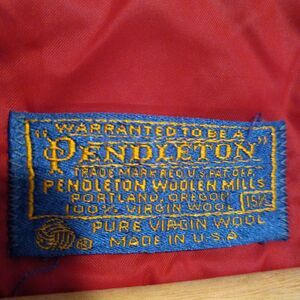 WARRANTED TO BE A
"PENDLETON"
TRADE MARK REG U.S. PAT. OFF.
PENDLETON WOOLEN MILLS
PORTLAND, OREGON
100% VIRGIN WOOL 15½
PURE VIRGIN WOOL
MADE IN U.S.A.